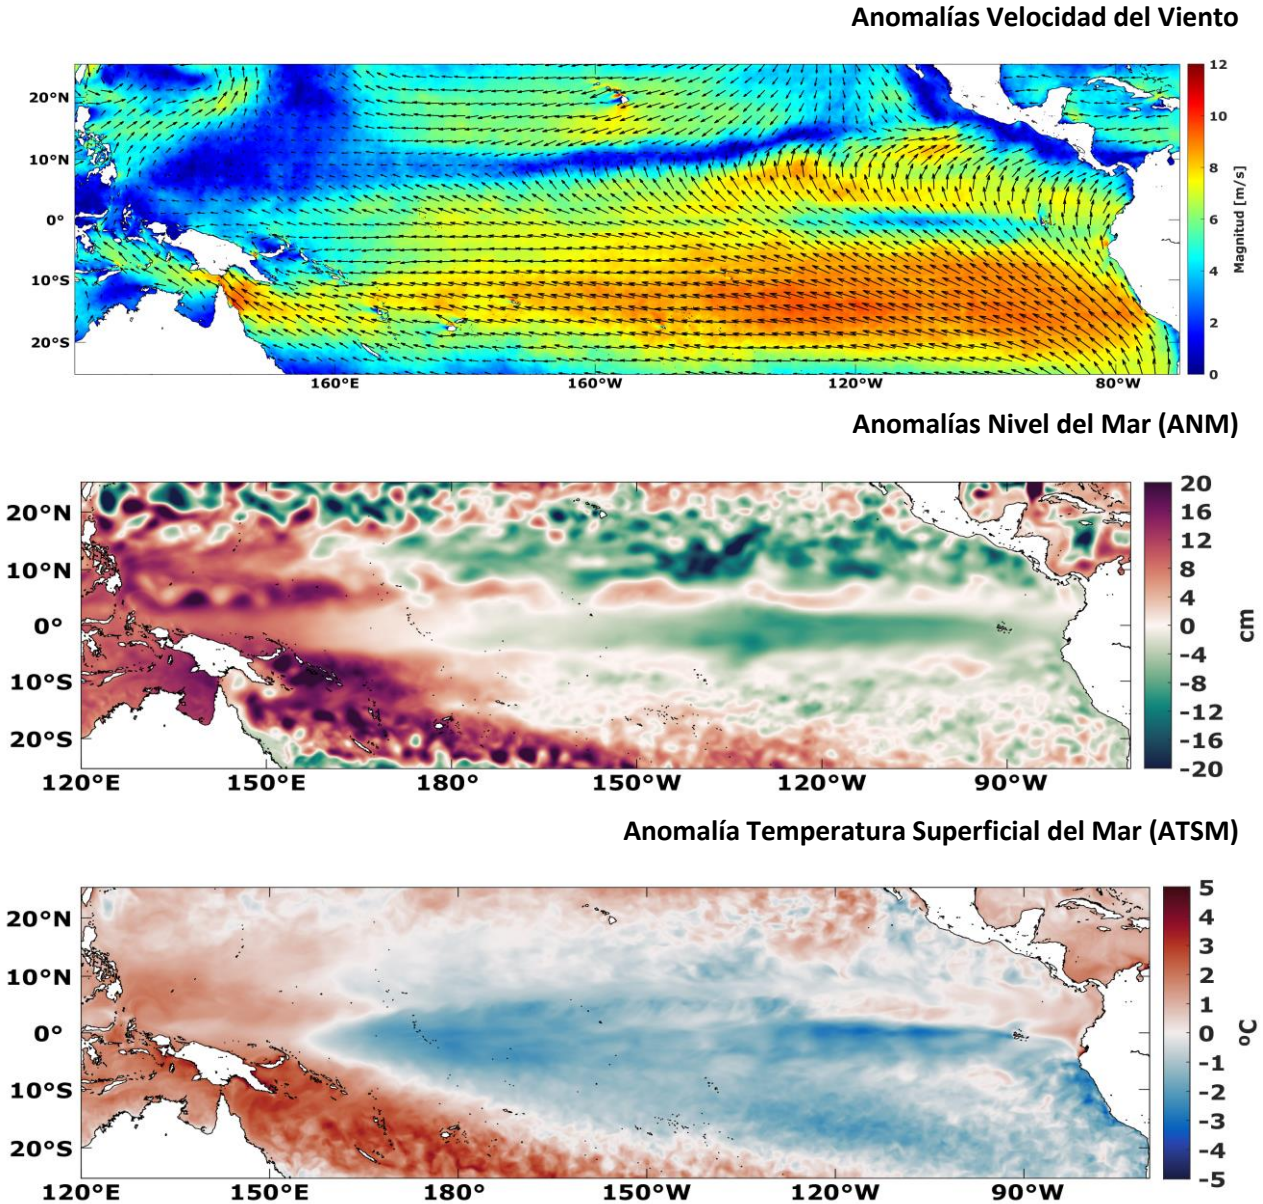 Anomalías Velocidad del Viento
20°N
10°N
0°
10°S
20°S
160°E
160°W
120°W
80°W
12
10
8
6
4
2
0
Magnitud [m/s]
Anomalías Nivel del Mar (ANM)
20°N
10°N
0°
10°S
20°S
120°E
150°E
180°
150°W
120°W
90°W
20
16
12
8
4
0
-4
-8
-12
-16
-20
cm
Anomalía Temperatura Superficial del Mar (ATSM)
20°N
10°N
0°
10°S
20°S
120°E
150°E
180°
150°W
120°W
90°W
5
4
3
2
1
0
-1
-2
-3
-4
-5
ºC